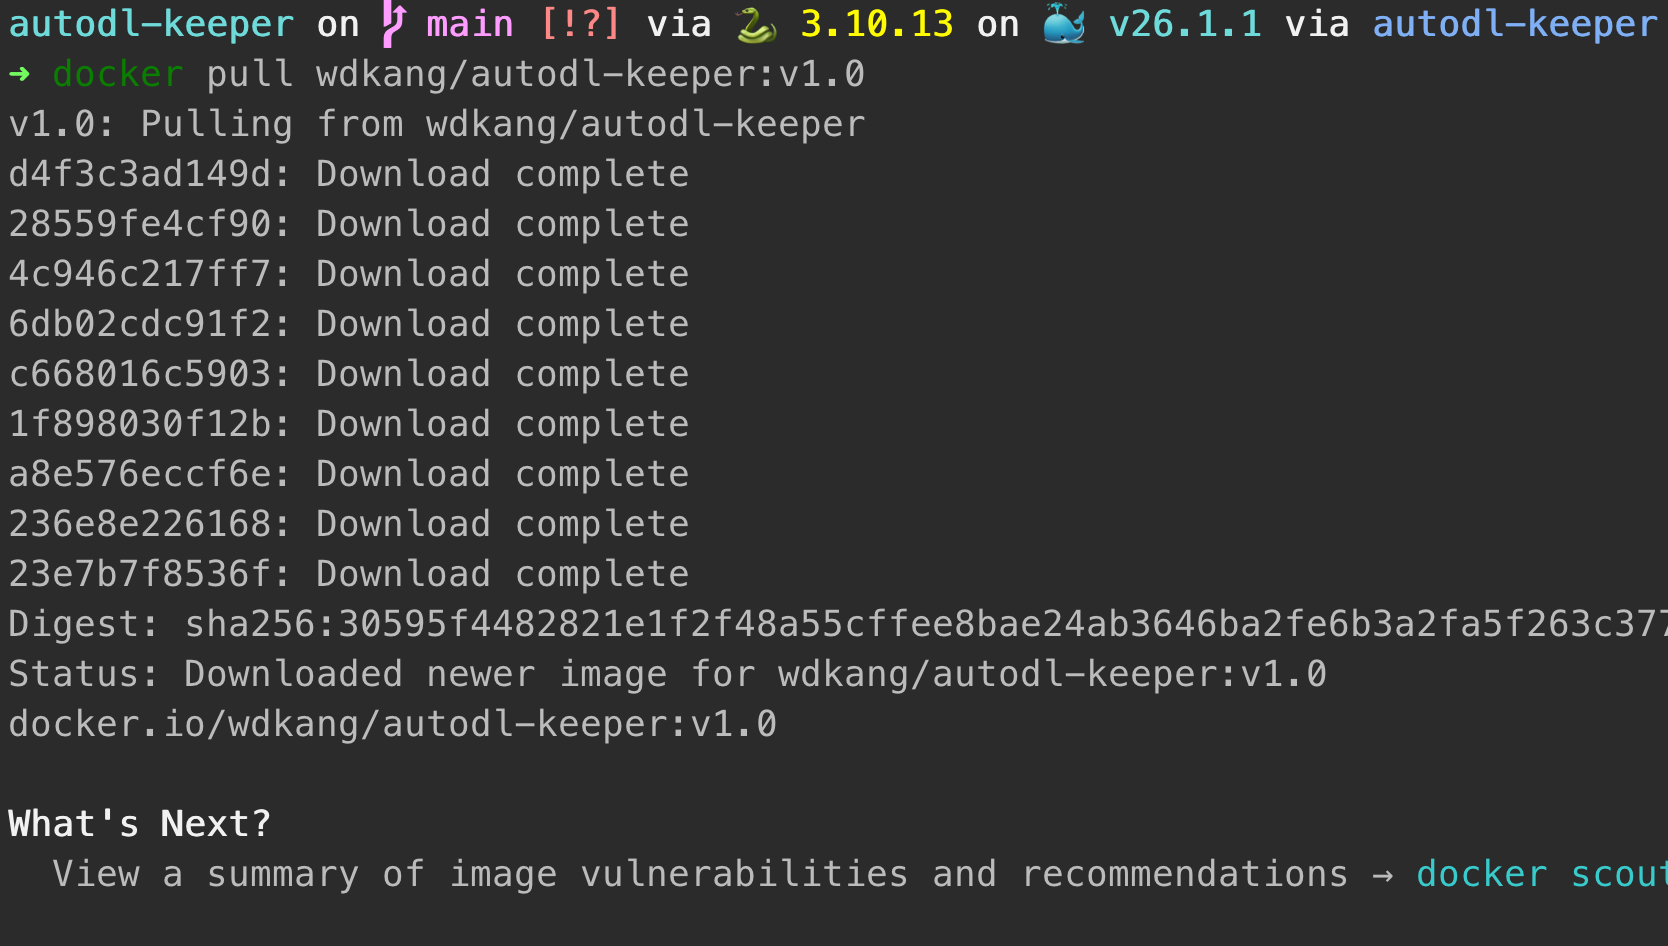 autodl-keeper on main [!?] via 🐍 3.10.13 on 🐳 v26.1.1 via autodl-keeper
➜ docker pull wdkang/autodl-keeper:v1.0
v1.0: Pulling from wdkang/autodl-keeper
d4f3c3ad149d: Download complete
28559fe4cf90: Download complete
4c946c217ff7: Download complete
6db02cdc91f2: Download complete
c668016c5903: Download complete
1f898030f12b: Download complete
a8e576eccf6e: Download complete
236e8e226168: Download complete
23e7b7f8536f: Download complete
Digest: sha256:30595f4482821e1f2f48a55cffee8bae24ab3646ba2fe6b3a2fa5f263c377
Status: Downloaded newer image for wdkang/autodl-keeper:v1.0
docker.io/wdkang/autodl-keeper:v1.0
What's Next?
View a summary of image vulnerabilities and recommendations → docker scout